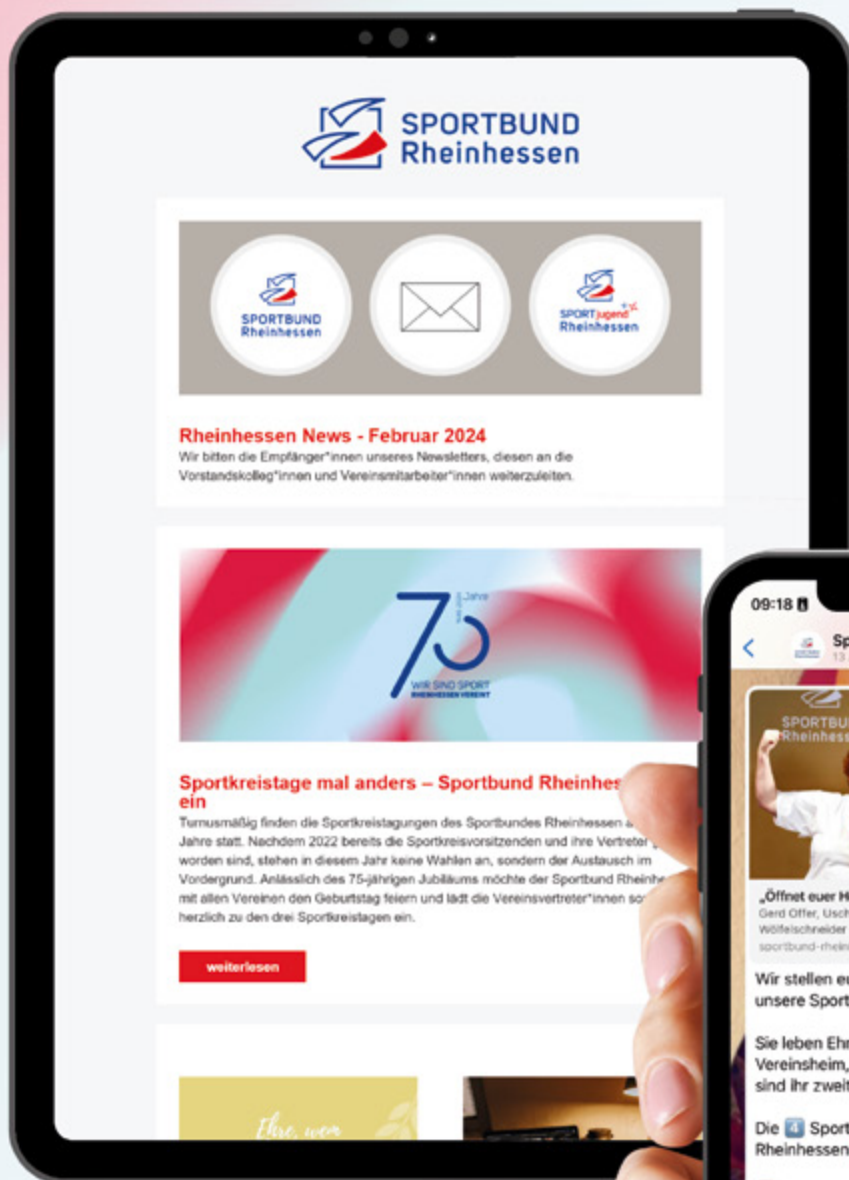 SPORTBUND
Rheinhessen
SPORTBUND
Rheinhessen
SPORTjugend
Rheinhessen
Rheinhessen News - Februar 2024
Wir bitten die Empfänger*innen unseres Newsletters, diesen an die
Vorstandskolleg*innen und Vereinsmitarbeiter*innen weiterzuleiten.
75
Jahre
WIR SIND SPORT
RHEINHESSEN VEREINT
Sportkreistage mal anders – Sportbund Rheinhes
ein
Turnusmäßig finden die Sportkreistagungen des Sportbundes Rheinhessen a
Jahre statt. Nachdem 2022 bereits die Sportkreisvorsitzenden und ihre Vertreter
worden sind, stehen in diesem Jahr keine Wahlen an, sondern der Austausch im
Vordergrund. Anlässlich des 75-jährigen Jubiläums möchte der Sportbund Rheinhe
mit allen Vereinen den Geburtstag feiern und lädt die Vereinsvertreter*innen so
herzlich zu den drei Sportkreistagen ein.
weiterlesen
Ehre, wem
09:18
Sp
13
SPORTBU
Rheinhess
„Öffnet euer H
Gerd Offer, Usch
Wölfelschneider
sportbund-rhein
Wir stellen eu
unsere Sport
Sie leben Ehr
Vereinsheim,
sind ihr zweit
Die 4 Sport
Rheinhessen